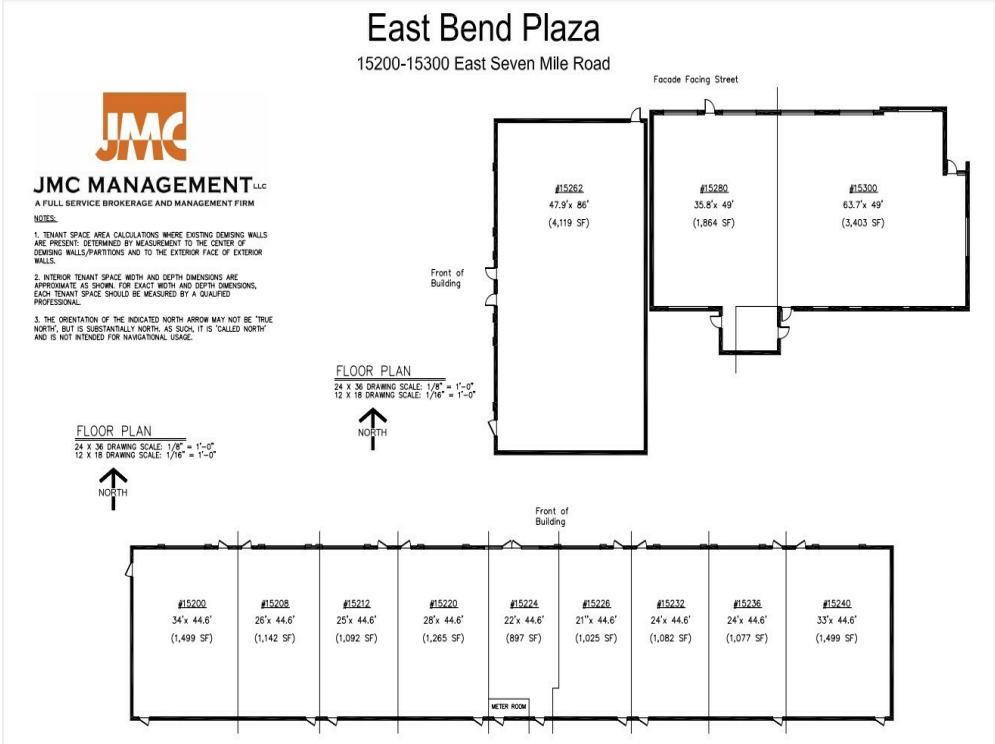 East Bend Plaza
15200-15300 East Seven Mile Road
Facade Facing Street
JMC
JMC MANAGEMENT LLC
A FULL SERVICE BROKERAGE AND MANAGEMENT FIRM
NOTES:
1. TENANT SPACE AREA CALCULATIONS WHERE EXISTING DEMISING WALLS
ARE PRESENT: DETERMINED BY MEASUREMENT TO THE CENTER OF
DEMISING WALLS/PARTITIONS AND TO THE EXTERIOR FACE OF EXTERIOR
WALLS.
2. INTERIOR TENANT SPACE WIDTH AND DEPTH DIMENSIONS ARE
APPROXIMATE AS SHOWN. FOR EXACT WIDTH AND DEPTH DIMENSIONS,
EACH TENANT SPACE SHOULD BE MEASURED BY A QUALIFIED
PROFESSIONAL.
3. THE ORIENTATION OF THE INDICATED NORTH ARROW MAY NOT BE 'TRUE
NORTH', BUT IS SUBSTANTIALLY NORTH. AS SUCH, IT IS 'CALLED NORTH'
AND IS NOT INTENDED FOR NAVIGATIONAL USAGE.
#15262
47.9'x 86'
(4,119 SF)
#15280
35.8'x 49'
(1,864 SF)
#15300
63.7'x 49'
(3,403 SF)
Front of
Building
FLOOR PLAN
24 X 36 DRAWING SCALE: 1/8" = 1'-0"
12 X 18 DRAWING SCALE: 1/16" = 1'-0"
NORTH
FLOOR PLAN
24 X 36 DRAWING SCALE: 1/8" = 1'-0"
12 X 18 DRAWING SCALE: 1/16" = 1'-0"
NORTH
Front of
Building
#15200
34'x 44.6'
(1,499 SF)
#15208
26'x 44.6'
(1,142 SF)
#15212
25'x 44.6'
(1,092 SF)
#15220
28'x 44.6'
(1,265 SF)
#15224
22'x 44.6'
(897 SF)
#15226
21''x 44.6'
(1,025 SF)
#15232
24'x 44.6'
(1,082 SF)
#15236
24'x 44.6'
(1,077 SF)
#15240
33'x 44.6'
(1,499 SF)
METER ROOM